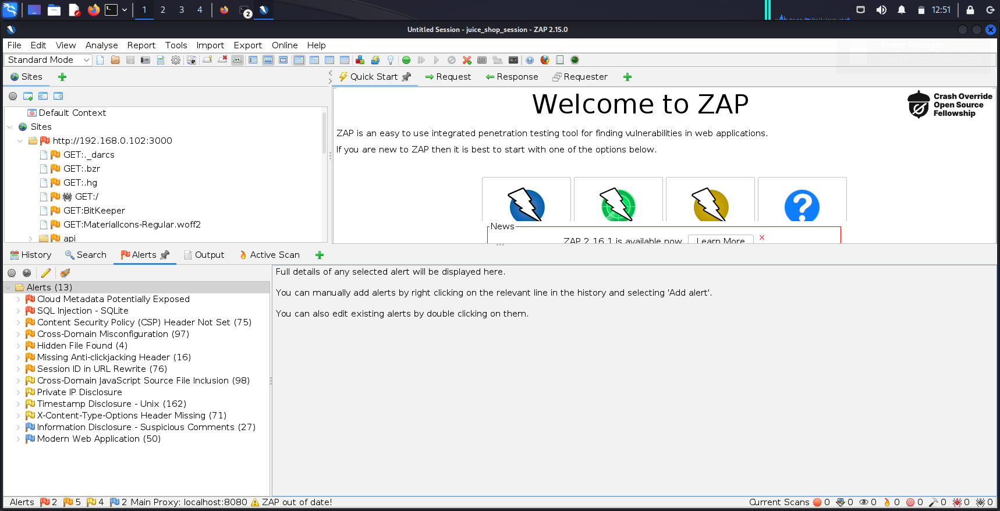 1 2 3 4 2 12:51
Untitled Session - juice_shop_session - ZAP 2.15.0
File Edit View Analyse Report Tools Import Export Online Help
Power Manager
Standard Mode
Sites
Quick Start Request Response Requester
Default Context
Sites
http://192.168.0.102:3000
GET:._darcs
GET:.bzr
GET:.hg
GET:/
GET:BitKeeper
GET:MaterialIcons-Regular.woff2
api
Welcome to ZAP
Crash Override
Open Source
Fellowship
ZAP is an easy to use integrated penetration testing tool for finding vulnerabilities in web applications.
If you are new to ZAP then it is best to start with one of the options below.
?
News
ZAP 2.16.1 is available now Learn More x
History Search Alerts Output Active Scan
Alerts (13)
Cloud Metadata Potentially Exposed
SQL Injection - SQLite
Content Security Policy (CSP) Header Not Set (75)
Cross-Domain Misconfiguration (97)
Hidden File Found (4)
Missing Anti-clickjacking Header (16)
Session ID in URL Rewrite (76)
Cross-Domain JavaScript Source File Inclusion (98)
Private IP Disclosure
Timestamp Disclosure - Unix (162)
X-Content-Type-Options Header Missing (71)
Information Disclosure - Suspicious Comments (27)
Modern Web Application (50)
Full details of any selected alert will be displayed here.
You can manually add alerts by right clicking on the relevant line in the history and selecting 'Add alert'.
You can also edit existing alerts by double clicking on them.
Alerts 2 5 4 2 Main Proxy: localhost:8080 ZAP out of date! Current Scans 0 0 0 0 0 0 0 0